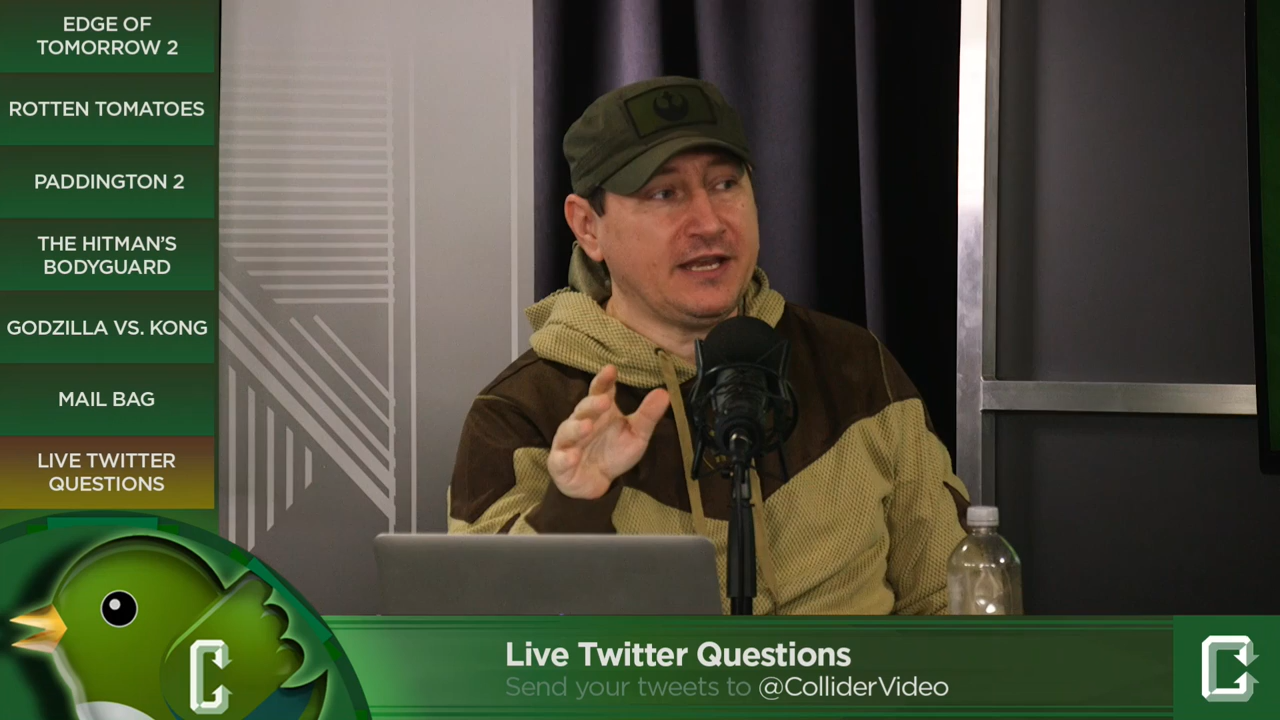 EDGE OF
TOMORROW 2
ROTTEN TOMATOES
PADDINGTON 2
THE HITMAN'S
BODYGUARD
GODZILLA VS. KONG
MAIL BAG
LIVE TWITTER
QUESTIONS
C
Live Twitter Questions
Send your tweets to @ColliderVideo
C